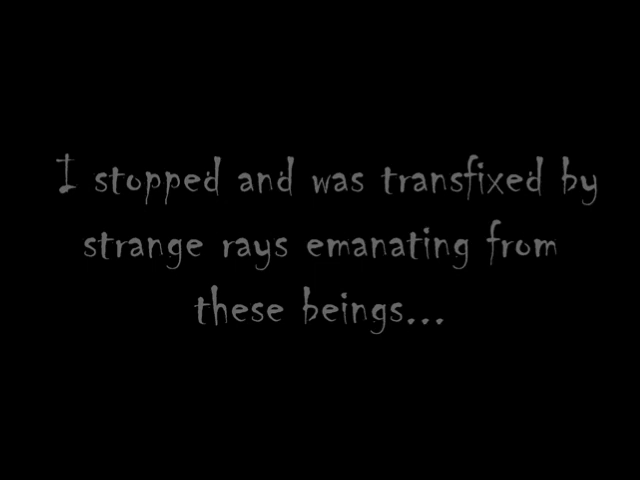 I stopped and was transfixed by
strange rays emanating from
these beings...